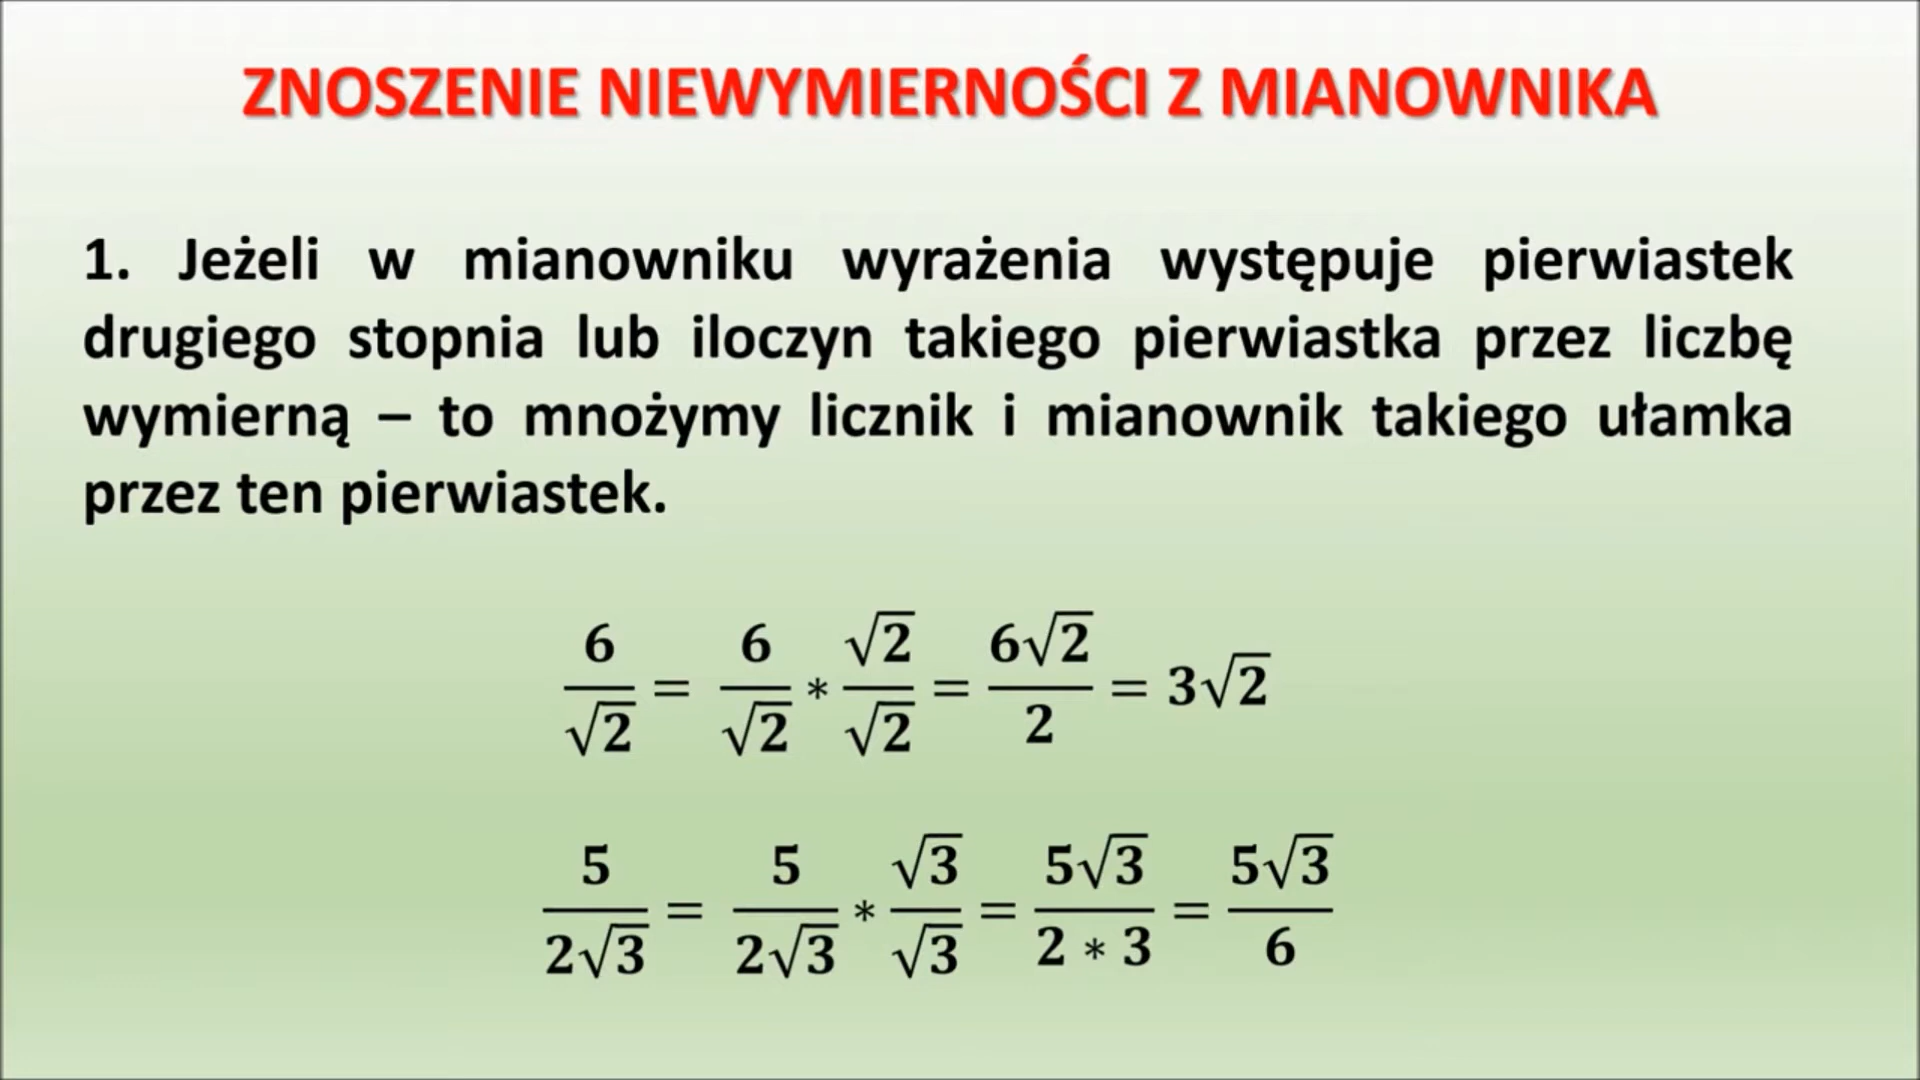 ZNOSZENIE NIEWYMIERNOŚCI Z MIANOWNIKA
1. Jeżeli w mianowniku wyrażenia występuje pierwiastek
drugiego stopnia lub iloczyn takiego pierwiastka przez liczbę
wymierną – to mnożymy licznik i mianownik takiego ułamka
przez ten pierwiastek.
6/√2 = 6/√2 * √2/√2 = 6√2/2 = 3√2
5/2√3 = 5/2√3 * √3/√3 = 5√3/2 * 3 = 5√3/6